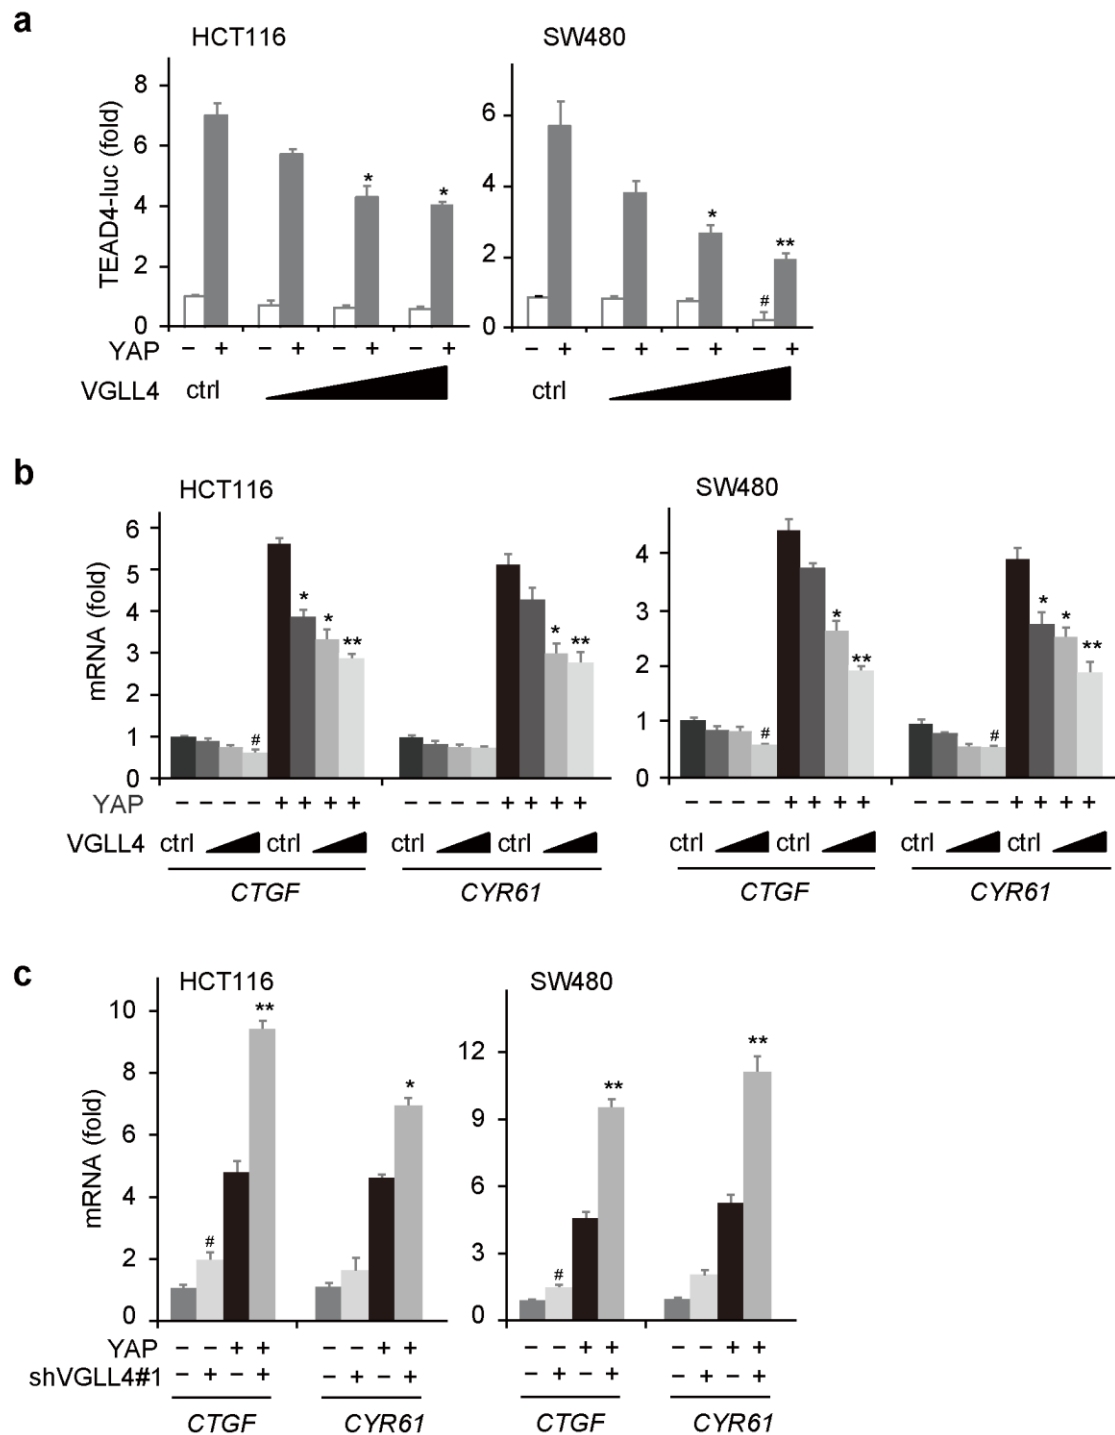 a
HCT116
SW480
TEAD4-luc (fold)
8
6
4
2
0
*
*
6
4
2
0
*
#
**
YAP
− + − + − + − +
− + − + − + − +
VGLL4
ctrl
ctrl
b
HCT116
SW480
mRNA (fold)
6
5
4
3
2
1
0
#
*
*
**
*
**
4
3
2
1
0
#
*
**
#
*
*
**
YAP
− − − − + + + +
− − − − + + + +
− − − − + + + +
− − − − + + + +
VGLL4
ctrl
ctrl
ctrl
ctrl
ctrl
ctrl
ctrl
ctrl
CTGF
CYR61
CTGF
CYR61
c
HCT116
SW480
mRNA (fold)
10
8
6
4
2
0
#
**
*
12
9
6
3
0
#
**
**
YAP
− − + +
− − + +
− − + +
− − + +
shVGLL4#1
− + − +
− + − +
− + − +
− + − +
CTGF
CYR61
CTGF
CYR61